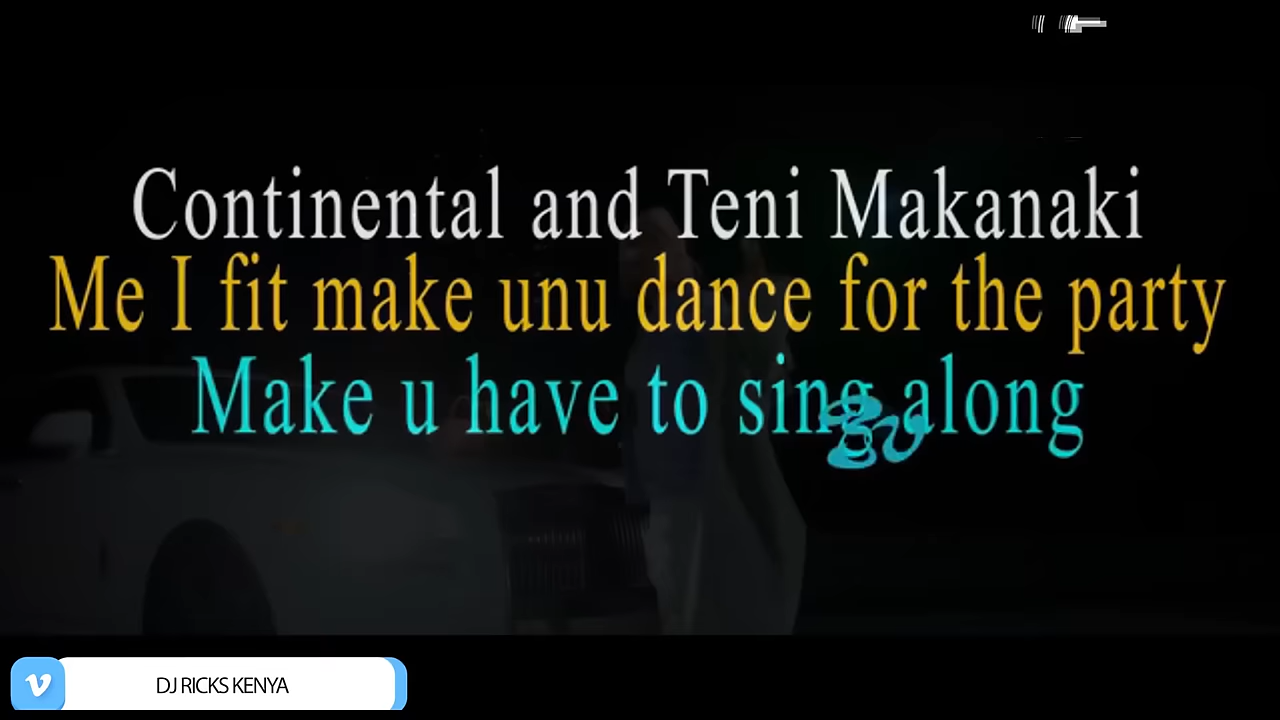 Continental and Teni Makanaki
Me I fit make unu dance for the party
Make u have to sing along
DJ RICKS KENYA